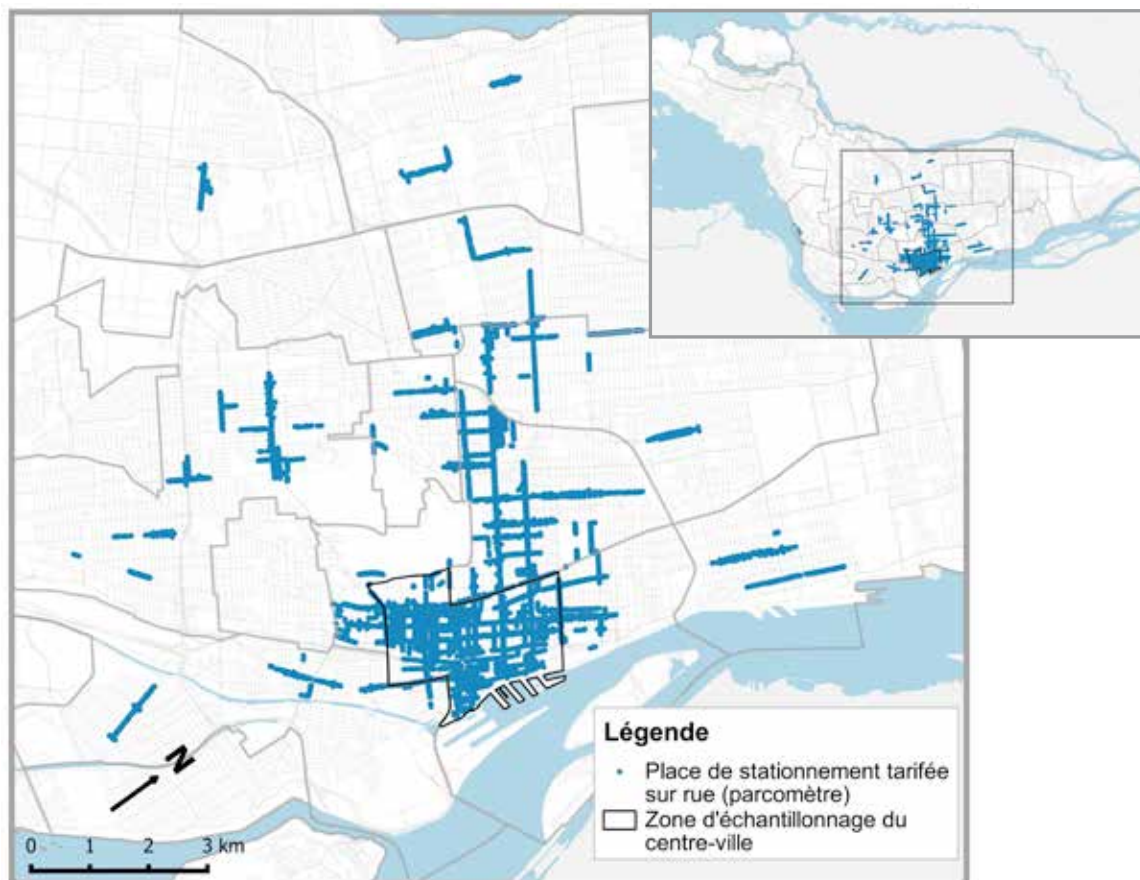 N
0 1 2 3 km
Légende
Place de stationnement tarifée
sur rue (parcomètre)
Zone d'échantillonnage du
centre-ville